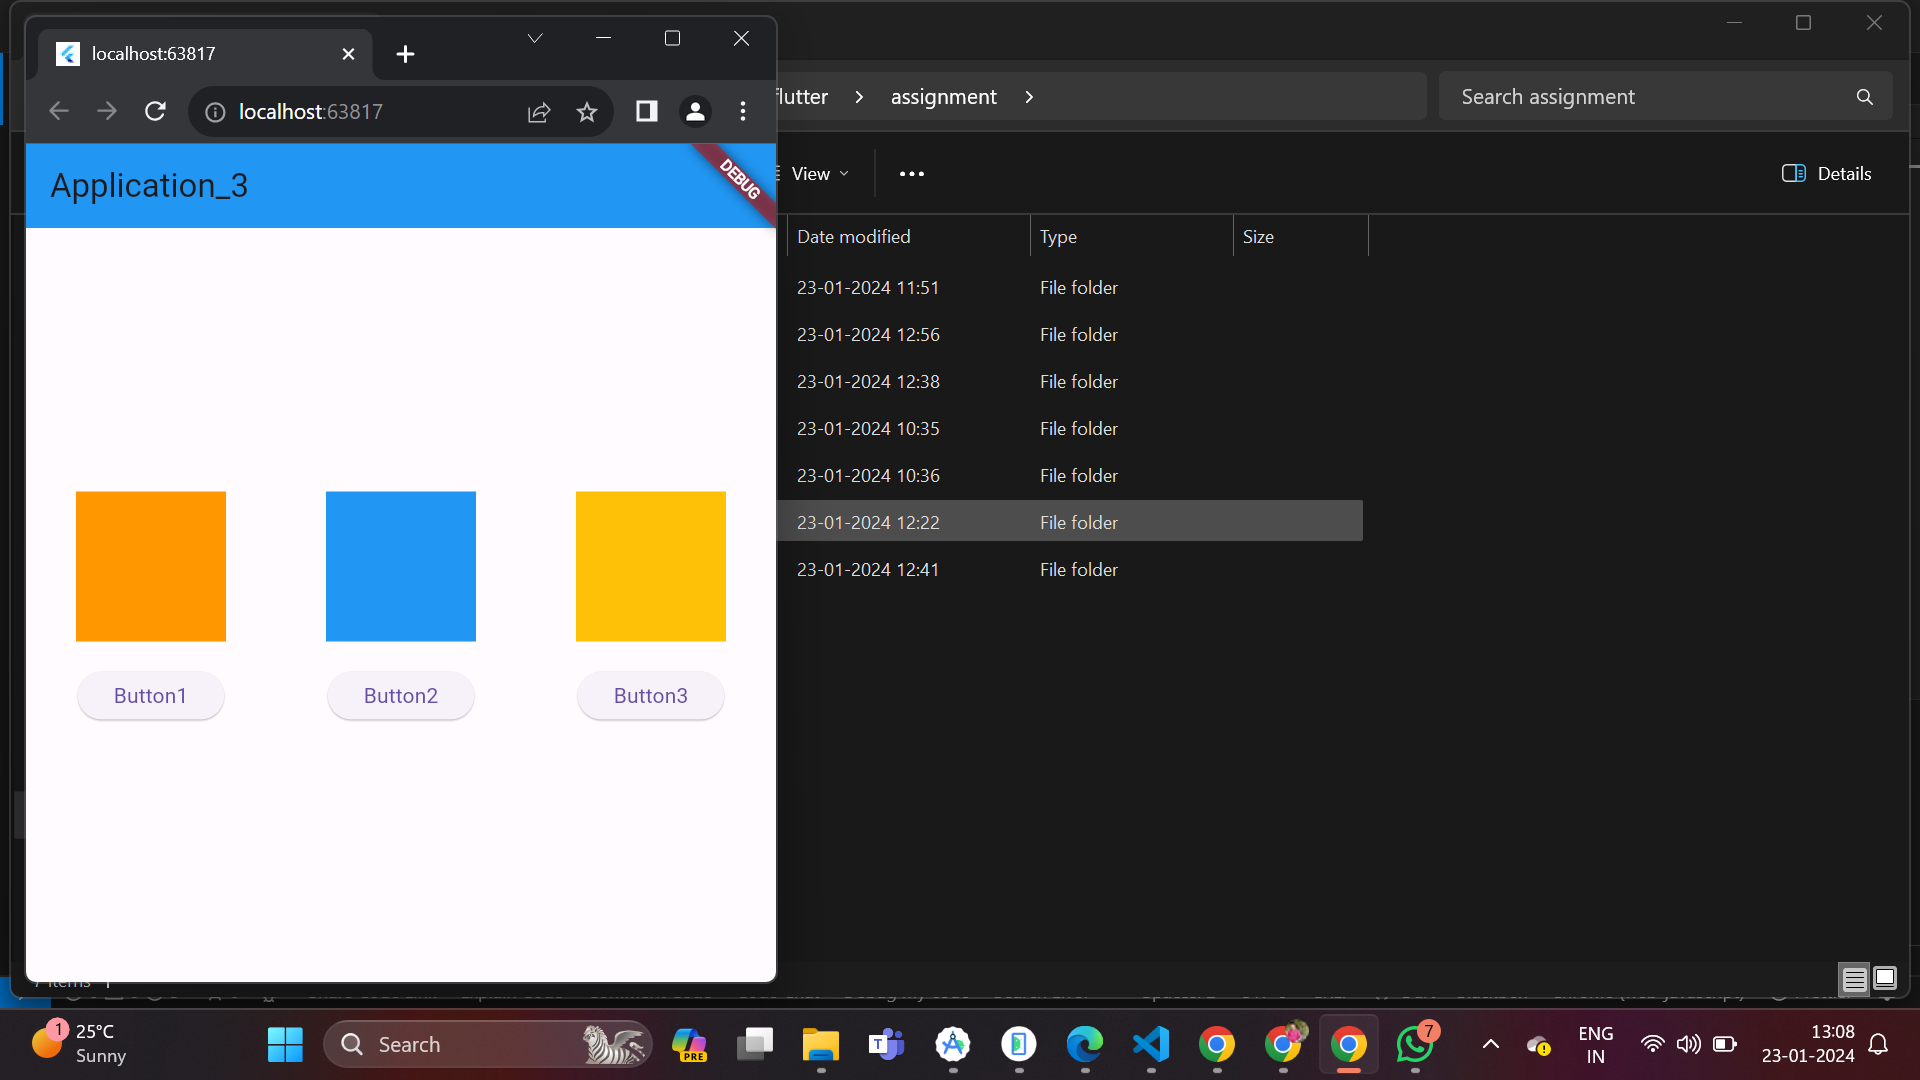 localhost:63817
localhost:63817
Application_3
DEBUG
Button1
Button2
Button3
assignment
Search assignment
View
Details
Date modified
Type
Size
23-01-2024 11:51
File folder
23-01-2024 12:56
File folder
23-01-2024 12:38
File folder
23-01-2024 10:35
File folder
23-01-2024 10:36
File folder
23-01-2024 12:22
File folder
23-01-2024 12:41
File folder
1
25°C
Sunny
Search
PRE
T
7
ENG
IN
13:08
23-01-2024